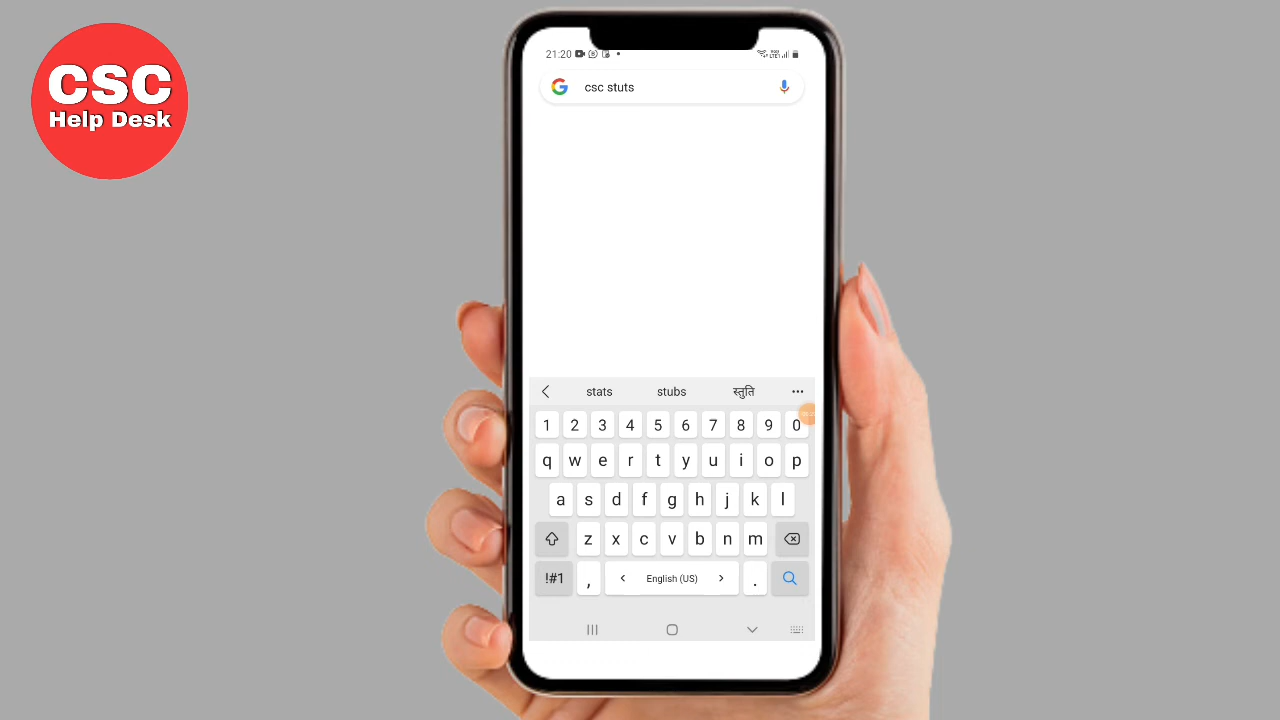 CSC
Help Desk
21:20
csc stuts
stats stubs स्तुति
1 2 3 4 5 6 7 8 9 0
q w e r t y u i o p
a s d f g h j k l
z x c v b n m
!#1 , English (US) .